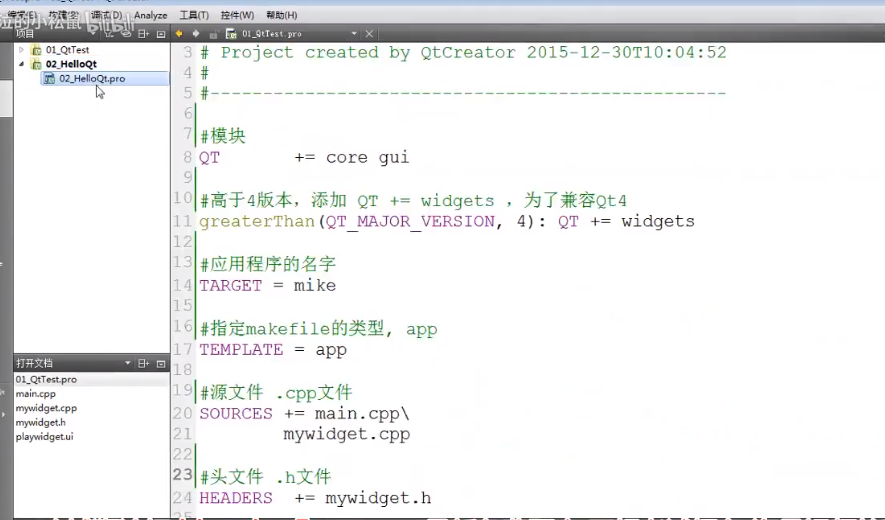 泣的小松鼠 bilibili
调试(D) Analyze 工具(T) 控件(W) 帮助(H)
项目
01_QtTest.pro
01_QtTest
02_HelloQt
02_HelloQt.pro
3 # Project created by QtCreator 2015-12-30T10:04:52
4 #
5 #-------------------------------------------------
6
7 #模块
8 QT += core gui
9
10 #高于4版本，添加 QT += widgets ，为了兼容Qt4
11 greaterThan(QT_MAJOR_VERSION, 4): QT += widgets
12
13 #应用程序的名字
14 TARGET = mike
15
16 #指定makefile的类型, app
17 TEMPLATE = app
18
19 #源文件 .cpp文件
20 SOURCES += main.cpp\
21 mywidget.cpp
22
23 #头文件 .h文件
24 HEADERS += mywidget.h
打开文档
01_QtTest.pro
main.cpp
mywidget.cpp
mywidget.h
playwidget.ui